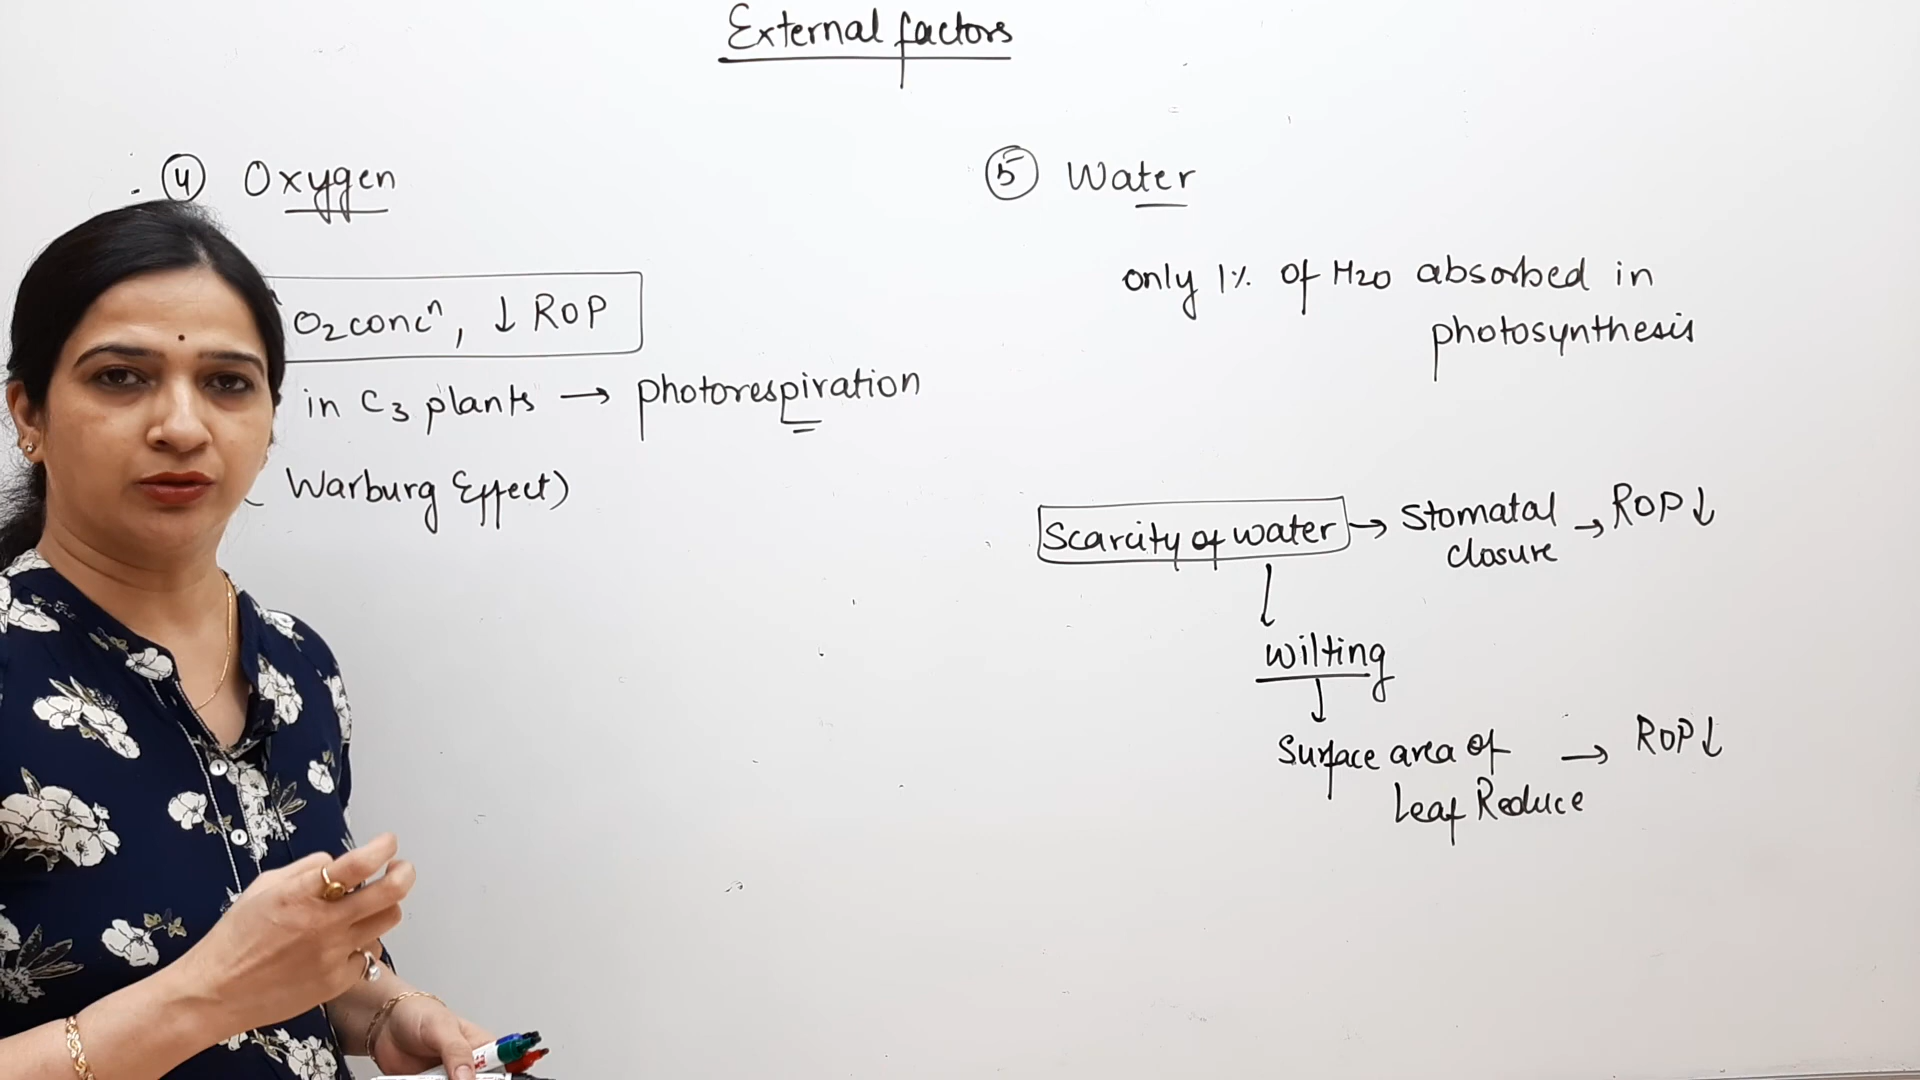 External factors
④ Oxygen
O₂ concⁿ, ↓ ROP
in C₃ plants → photorespiration
Warburg Effect)
⑤ Water
only 1% of H2O absorbed in
photosynthesis
Scarcity of water → Stomatal closure → ROP↓
↓
wilting
↓
Surface area of Leaf Reduce → ROP↓